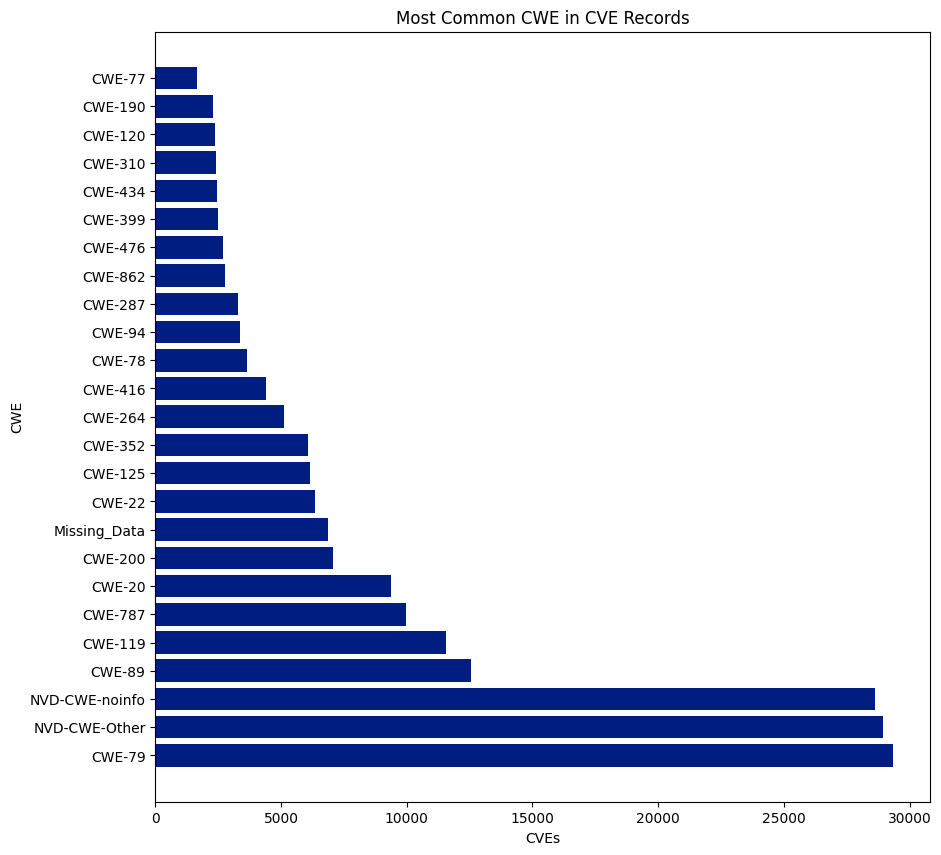 Most Common CWE in CVE Records
CWE-77
CWE-190
CWE-120
CWE-310
CWE-434
CWE-399
CWE-476
CWE-862
CWE-287
CWE-94
CWE-78
CWE-416
CWE-264
CWE-352
CWE-125
CWE-22
Missing_Data
CWE-200
CWE-20
CWE-787
CWE-119
CWE-89
NVD-CWE-noinfo
NVD-CWE-Other
CWE-79
CWE
0 5000 10000 15000 20000 25000 30000
CVEs